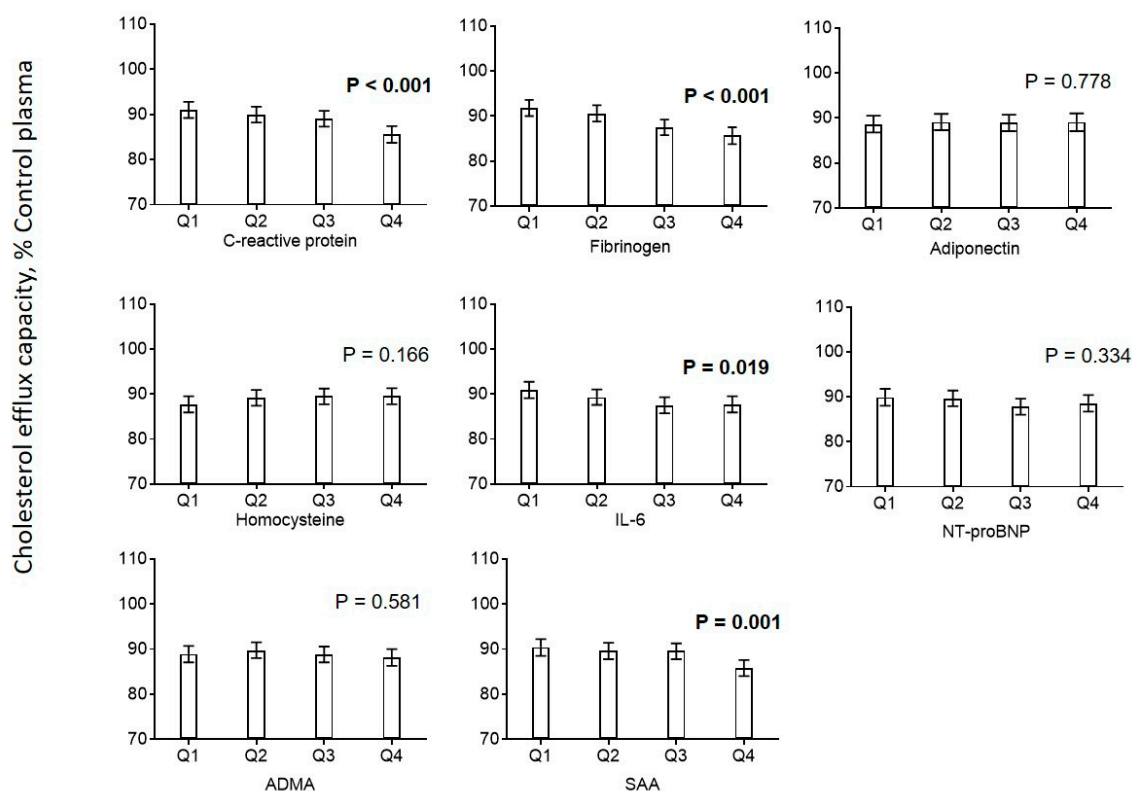 Cholesterol efflux capacity, % Control plasma
110
100
90
80
70
P < 0.001
Q1 Q2 Q3 Q4
C-reactive protein
110
100
90
80
70
P < 0.001
Q1 Q2 Q3 Q4
Fibrinogen
110
100
90
80
70
P = 0.778
Q1 Q2 Q3 Q4
Adiponectin
110
100
90
80
70
P = 0.166
Q1 Q2 Q3 Q4
Homocysteine
110
100
90
80
70
P = 0.019
Q1 Q2 Q3 Q4
IL-6
110
100
90
80
70
P = 0.334
Q1 Q2 Q3 Q4
NT-proBNP
110
100
90
80
70
P = 0.581
Q1 Q2 Q3 Q4
ADMA
110
100
90
80
70
P = 0.001
Q1 Q2 Q3 Q4
SAA